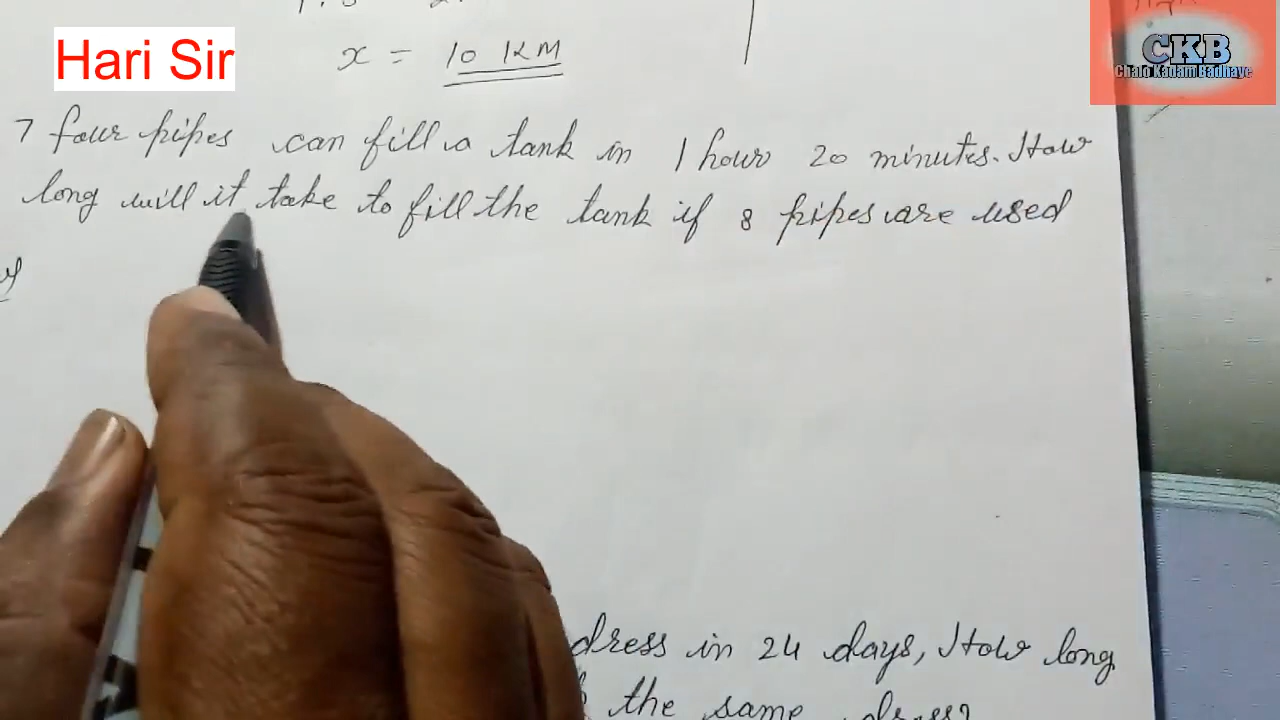 Hari Sir
CKB
Chalo Kadam Badhaye
x = 10 KM
7 four pipes can fill a tank in 1 hour 20 minutes. How
long will it take to fill the tank if 8 pipes are used
dress in 24 days, How long
the same dress?